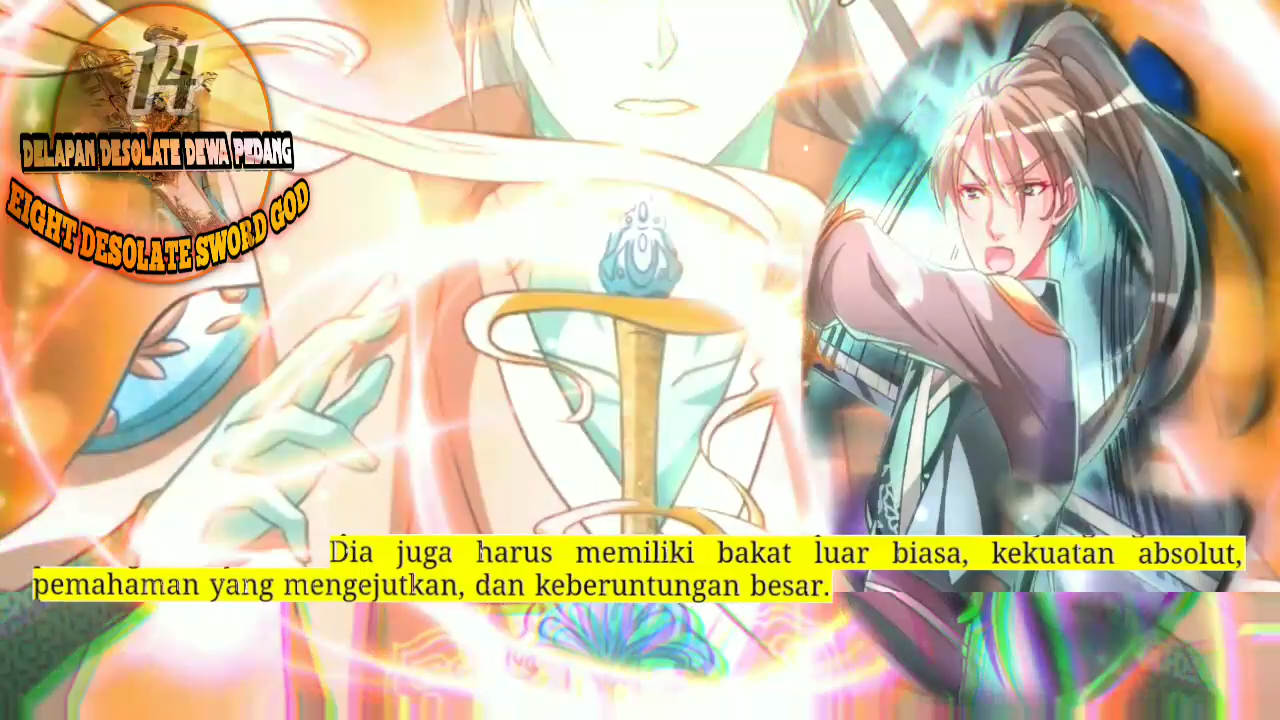 14
DELAPAN DESOLATE DEWA PEDANG
EIGHT DESOLATE SWORD GOD
Dia juga harus memiliki bakat luar biasa, kekuatan absolut,
pemahaman yang mengejutkan, dan keberuntungan besar.